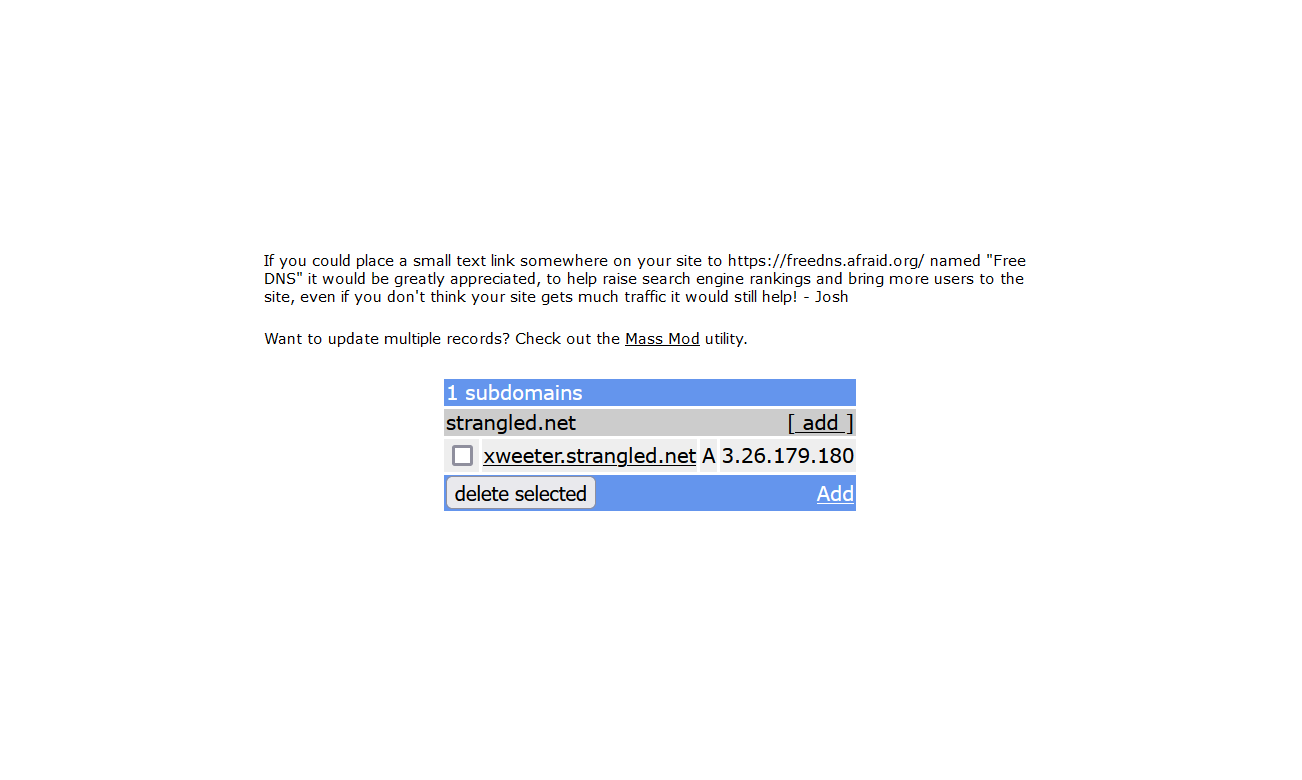 If you could place a small text link somewhere on your site to https://freedns.afraid.org/ named "Free
DNS" it would be greatly appreciated, to help raise search engine rankings and bring more users to the
site, even if you don't think your site gets much traffic it would still help! - Josh
Want to update multiple records? Check out the Mass Mod utility.
1 subdomains
strangled.net [ add ]
xweeter.strangled.net A 3.26.179.180
delete selected Add